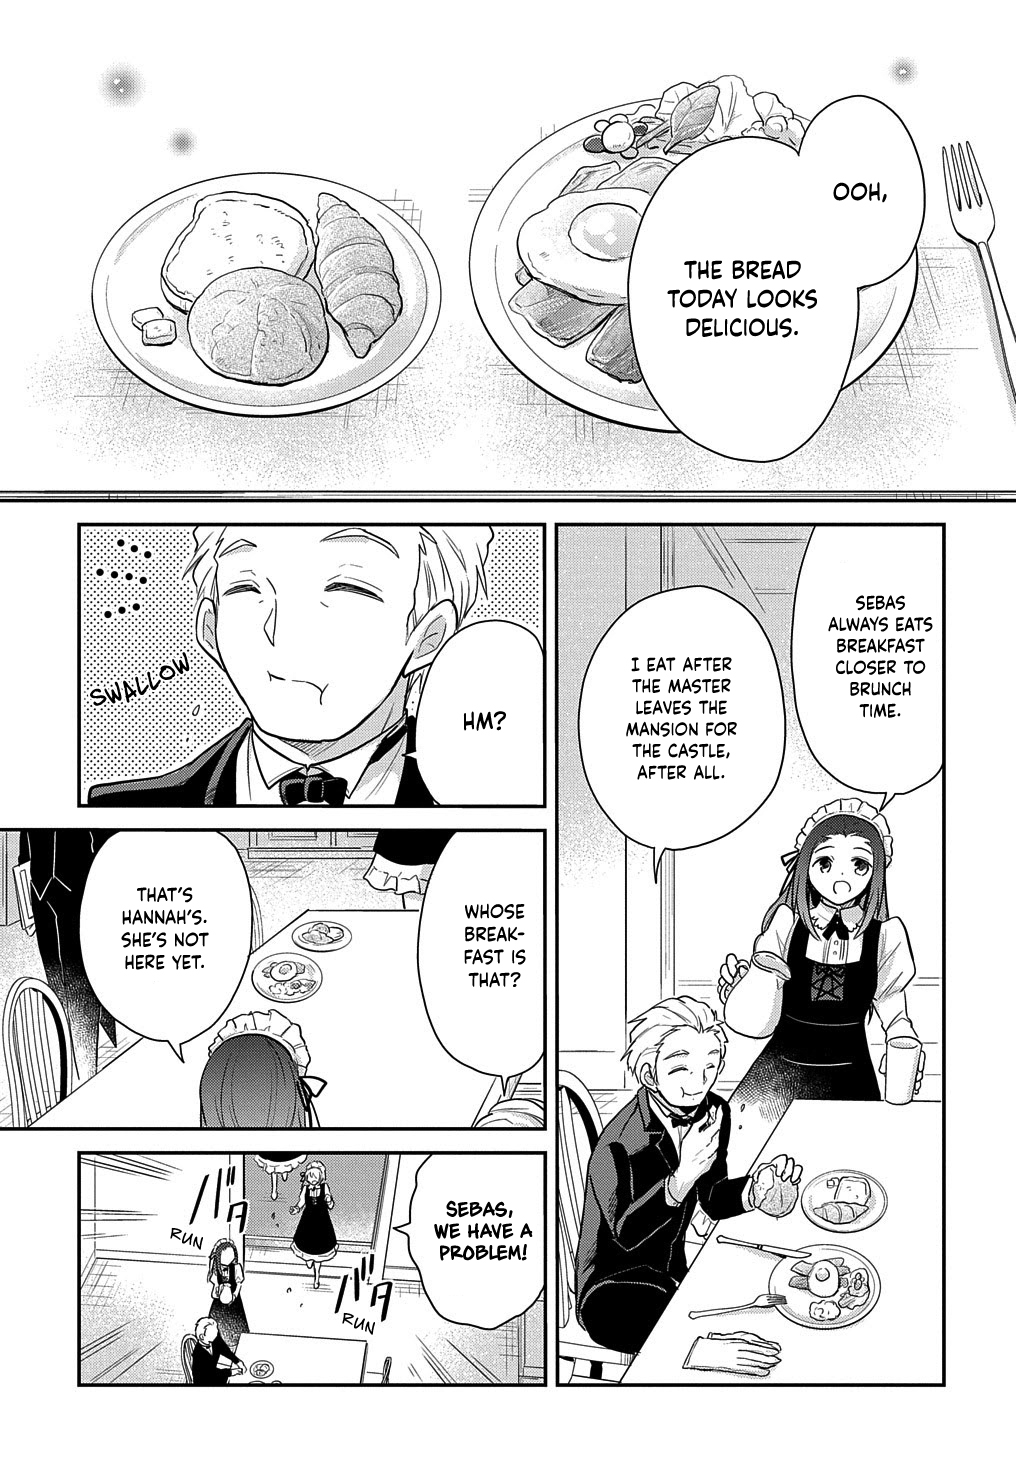 OOH,
THE BREAD
TODAY LOOKS
DELICIOUS.
SEBAS
ALWAYS EATS
BREAKFAST
CLOSER TO
BRUNCH
TIME.
I EAT AFTER
THE MASTER
LEAVES THE
MANSION FOR
THE CASTLE,
AFTER ALL.
HM?
SWALLOW
WHOSE
BREAK-
FAST IS
THAT?
THAT'S
HANNAH'S.
SHE'S NOT
HERE YET.
SEBAS,
WE HAVE A
PROBLEM!
バタ
RUN
バタ
RUN